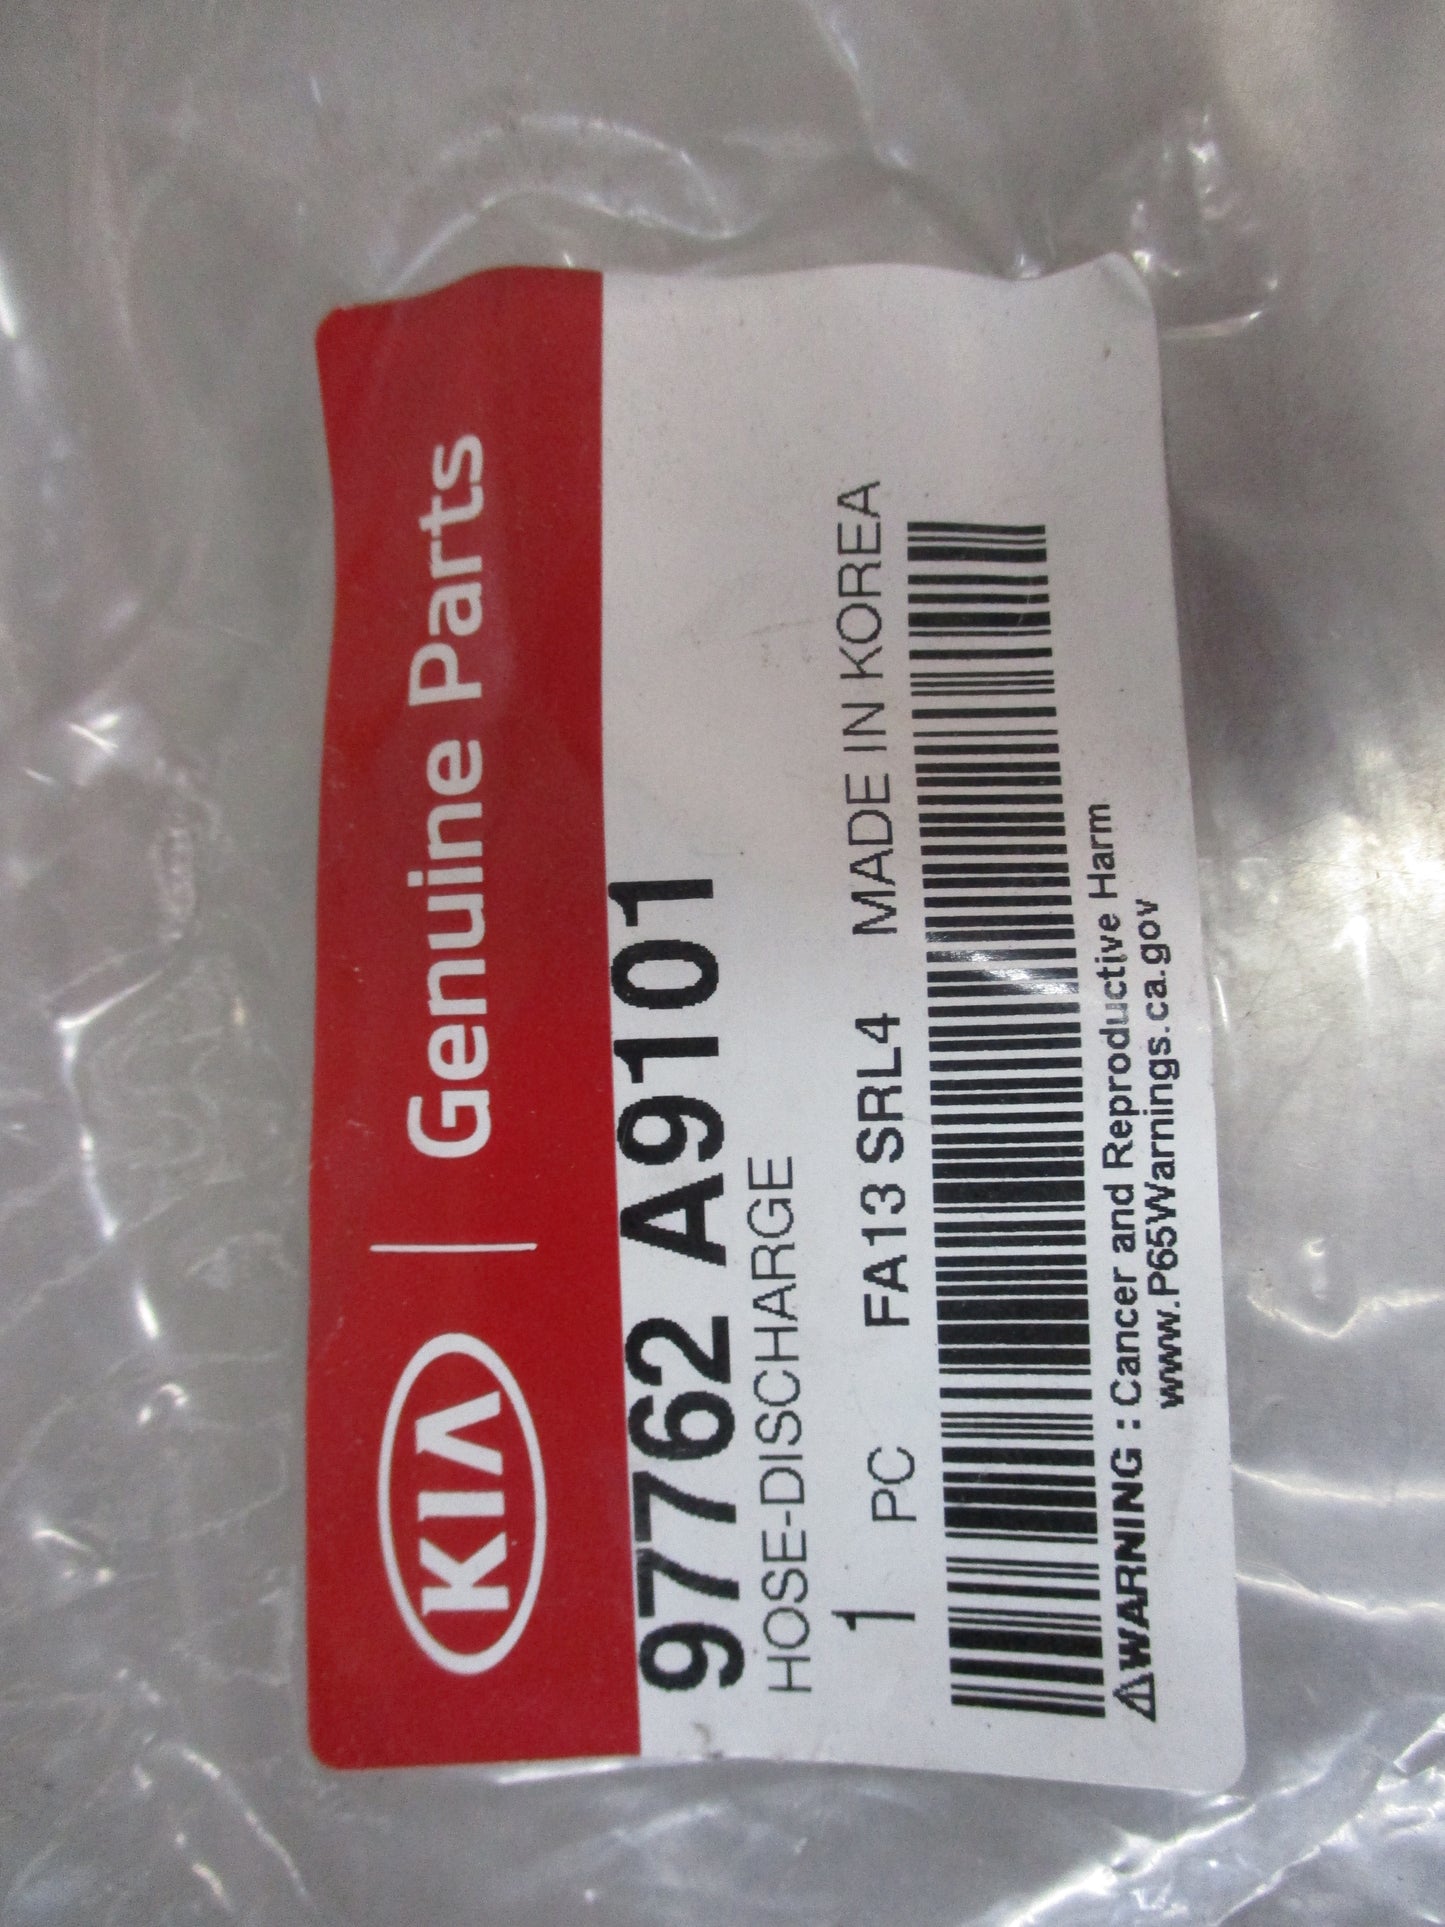 KIA | Genuine Parts
97762 A9101
HOSE-DISCHARGE
1 PC FA13 SRL4 MADE IN KOREA
⚠WARNING : Cancer and Reproductive Harm
www.P65Warnings.ca.gov